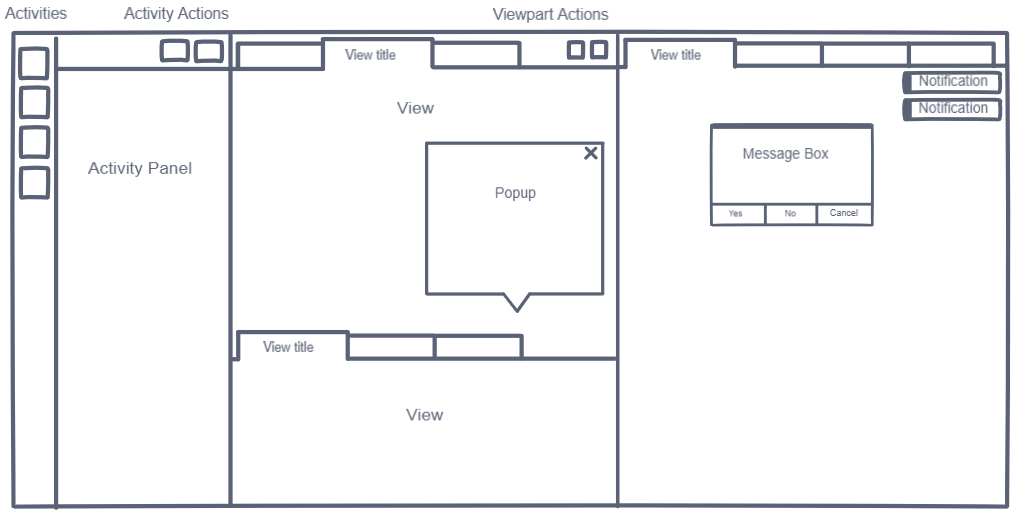 Activities
Activity Actions
Viewpart Actions
View title
View title
Notification
Notification
View
Message Box
Activity Panel
Popup
Yes
No
Cancel
View title
View